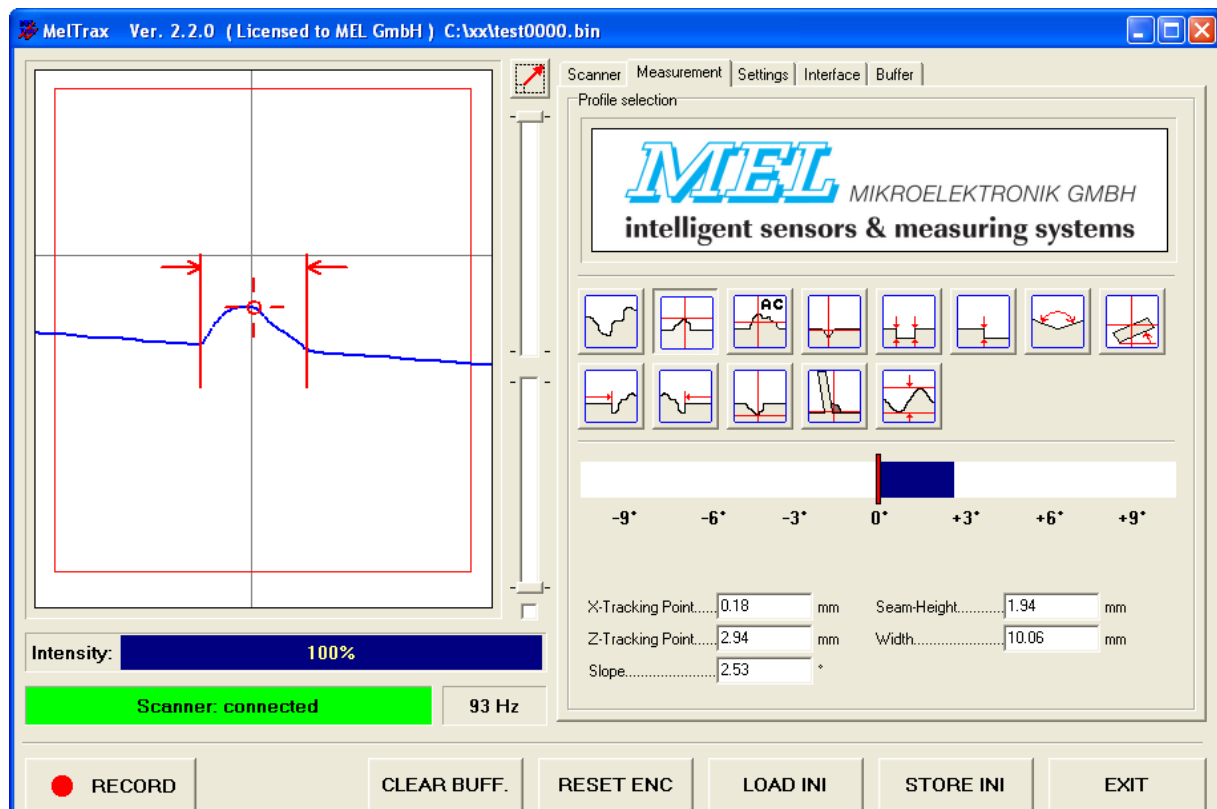 MelTrax Ver. 2.2.0 ( Licensed to MEL GmbH ) C:\xx\test0000.bin
Scanner Measurement Settings Interface Buffer
Profile selection
MEL MIKROELEKTRONIK GMBH
intelligent sensors & measuring systems
AC
-9° -6° -3° 0° +3° +6° +9°
X-Tracking Point..... 0.18 mm Seam-Height........... 1.94 mm
Z-Tracking Point..... 2.94 mm Width..................... 10.06 mm
Slope....................... 2.53 °
Intensity: 100%
Scanner: connected 93 Hz
RECORD CLEAR BUFF. RESET ENC LOAD INI STORE INI EXIT